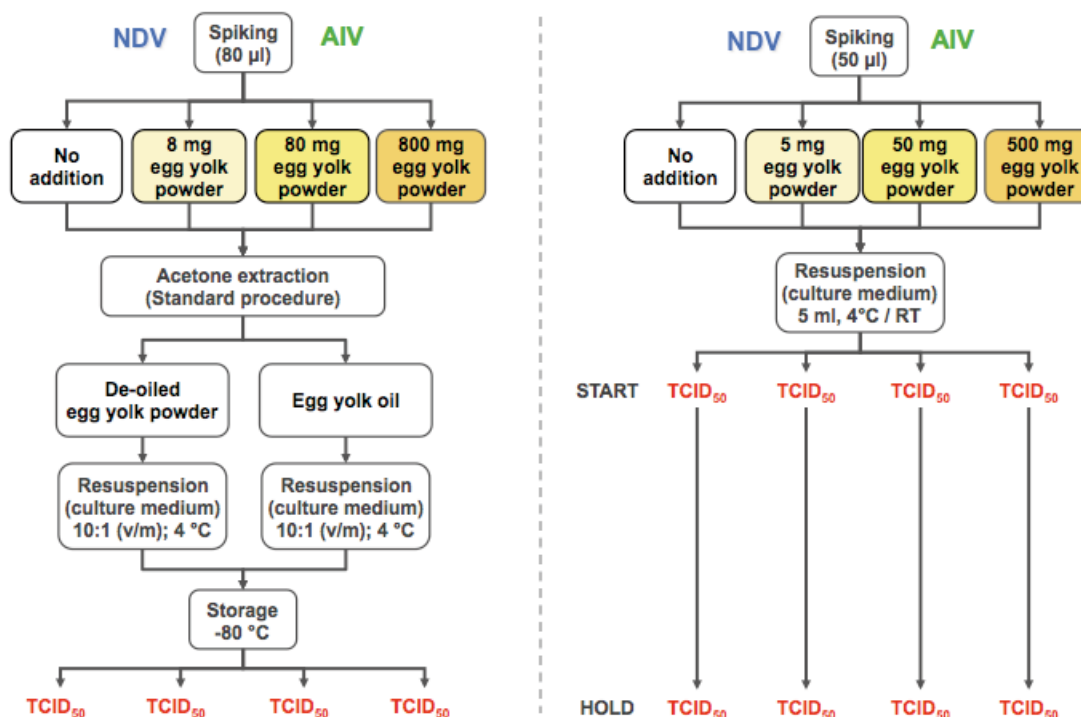 NDV
Spiking
(80 µl)
AIV
No
addition
8 mg
egg yolk
powder
80 mg
egg yolk
powder
800 mg
egg yolk
powder
Acetone extraction
(Standard procedure)
De-oiled
egg yolk powder
Egg yolk oil
Resuspension
(culture medium)
10:1 (v/m); 4 °C
Resuspension
(culture medium)
10:1 (v/m); 4 °C
Storage
-80 °C
TCID₅₀
TCID₅₀
TCID₅₀
TCID₅₀
NDV
Spiking
(50 µl)
AIV
No
addition
5 mg
egg yolk
powder
50 mg
egg yolk
powder
500 mg
egg yolk
powder
Resuspension
(culture medium)
5 ml, 4°C / RT
START
TCID₅₀
TCID₅₀
TCID₅₀
TCID₅₀
HOLD
TCID₅₀
TCID₅₀
TCID₅₀
TCID₅₀